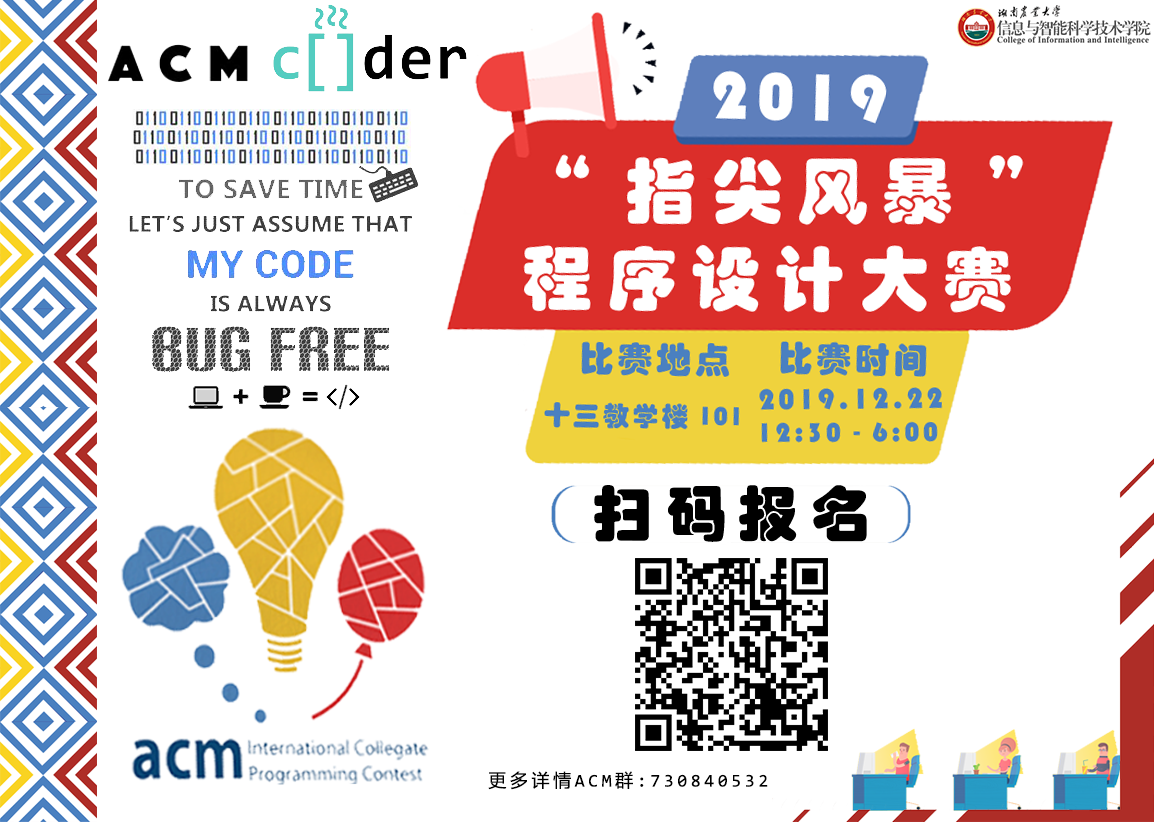 ACM c[]der
0110011001100110011001100110
0110011001100110011001100110
0110011001100110011001100110
TO SAVE TIME
LET'S JUST ASSUME THAT
MY CODE
IS ALWAYS
BUG FREE
+ = </>
acm International Collegate
Programming Contest
湖南农业大学
信息与智能科学技术学院
College of Information and Intelligence
2019
“指尖风暴”
程序设计大赛
比赛地点 比赛时间
十三教学楼 101 2019.12.22
12:30 - 6:00
(扫码报名)
更多详情ACM群:730840532